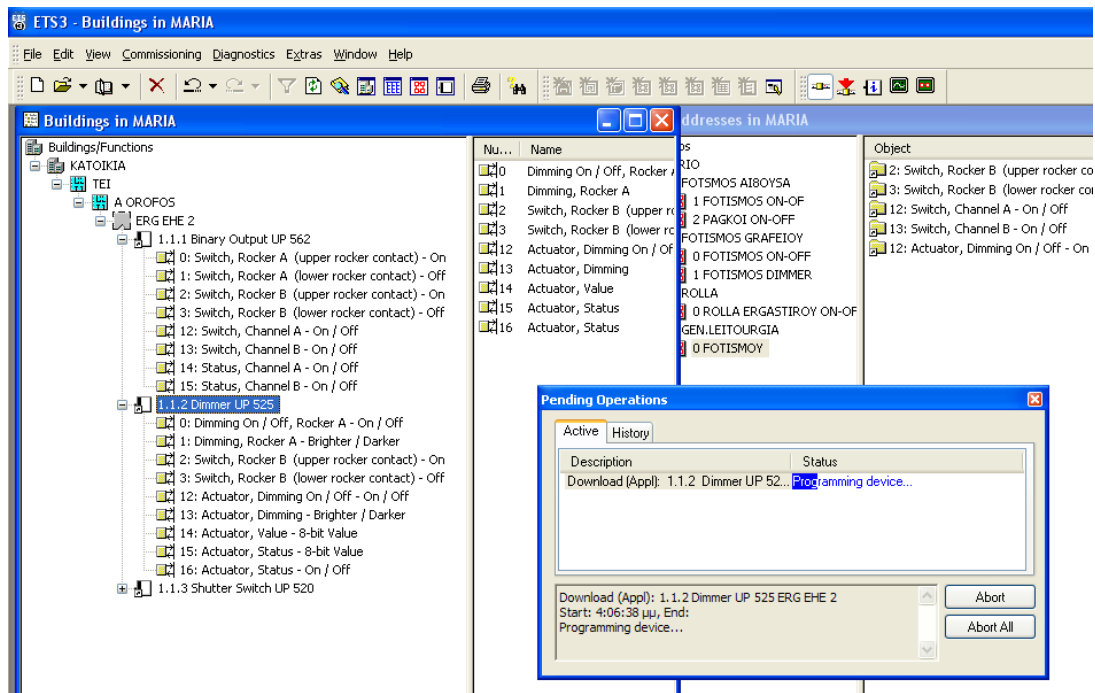 ETS3 - Buildings in MARIA
File Edit View Commissioning Diagnostics Extras Window Help
Buildings in MARIA
Buildings/Functions
KATOIKIA
TEI
A OROFOS
ERG EHE 2
1.1.1 Binary Output UP 562
0: Switch, Rocker A (upper rocker contact) - On
1: Switch, Rocker A (lower rocker contact) - Off
2: Switch, Rocker B (upper rocker contact) - On
3: Switch, Rocker B (lower rocker contact) - Off
12: Switch, Channel A - On / Off
13: Switch, Channel B - On / Off
14: Status, Channel A - On / Off
15: Status, Channel B - On / Off
1.1.2 Dimmer UP 525
0: Dimming On / Off, Rocker A - On / Off
1: Dimming, Rocker A - Brighter / Darker
2: Switch, Rocker B (upper rocker contact) - On
3: Switch, Rocker B (lower rocker contact) - Off
12: Actuator, Dimming On / Off - On / Off
13: Actuator, Dimming - Brighter / Darker
14: Actuator, Value - 8-bit Value
15: Actuator, Status - 8-bit Value
16: Actuator, Status - On / Off
1.1.3 Shutter Switch UP 520
Nu... Name
0 Dimming On / Off, Rocker
1 Dimming, Rocker A
2 Switch, Rocker B (upper
3 Switch, Rocker B (lower
12 Actuator, Dimming On / Of
13 Actuator, Dimming
14 Actuator, Value
15 Actuator, Status
16 Actuator, Status
ddresses in MARIA
RIO
FOTSMOS AI8OYSA
1 FOTISMOS ON-OF
2 PAGKOI ON-OFF
FOTISMOS GRAFEIOY
0 FOTISMOS ON-OFF
1 FOTISMOS DIMMER
ROLLA
0 ROLLA ERGASTIROY ON-OF
GEN.LEITOURGIA
0 FOTISMOY
Object
2: Switch, Rocker B (upper rocker co
3: Switch, Rocker B (lower rocker co
12: Switch, Channel A - On / Off
13: Switch, Channel B - On / Off
12: Actuator, Dimming On / Off - On
Pending Operations
Active History
Description Status
Download (Appl): 1.1.2 Dimmer UP 52... Programming device...
Download (Appl): 1.1.2 Dimmer UP 525 ERG EHE 2
Start: 4:06:38 μμ, End:
Programming device...
Abort
Abort All